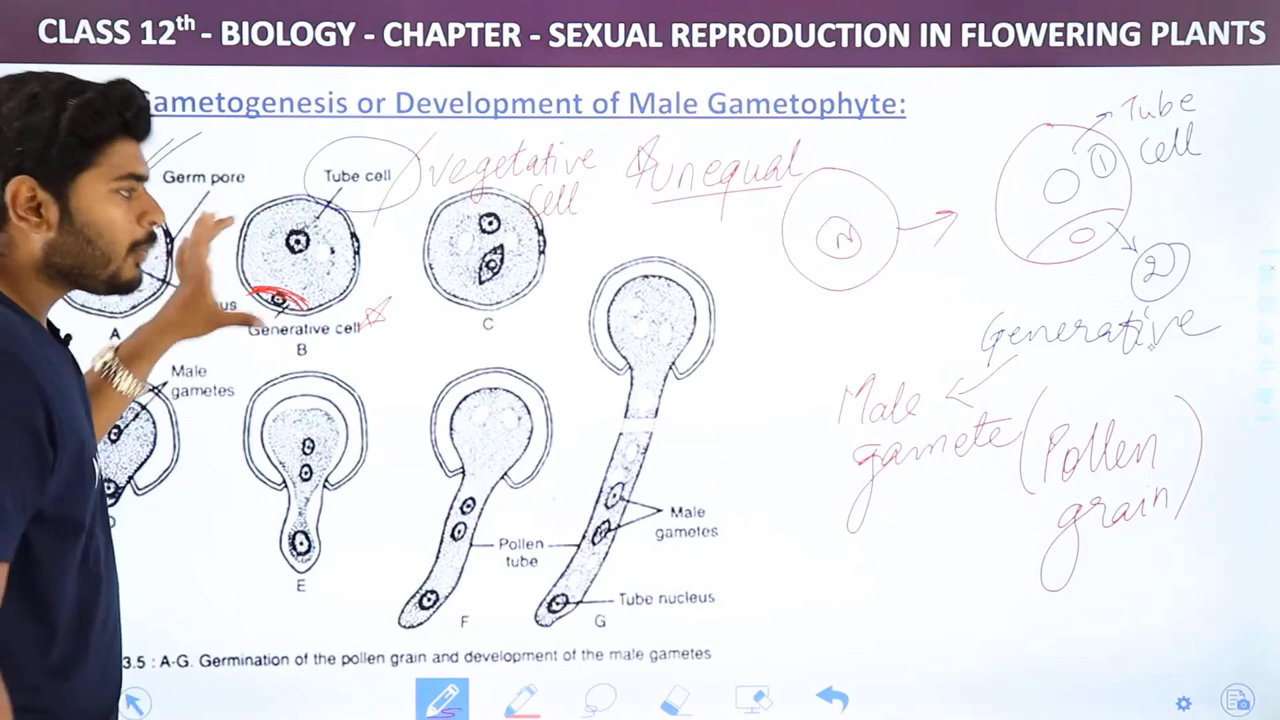 CLASS 12th - BIOLOGY - CHAPTER - SEXUAL REPRODUCTION IN FLOWERING PLANTS
Gametogenesis or Development of Male Gametophyte:
Germ pore
Tube cell
vegetative
cell
unequal
Tube
cell
1
N
2
Generative cell
A
B
C
Generative
Male
gamete
(Pollen
grain)
Male
gametes
Male
gametes
Pollen
tube
Tube nucleus
E
F
G
3.5 : A-G. Germination of the pollen grain and development of the male gametes